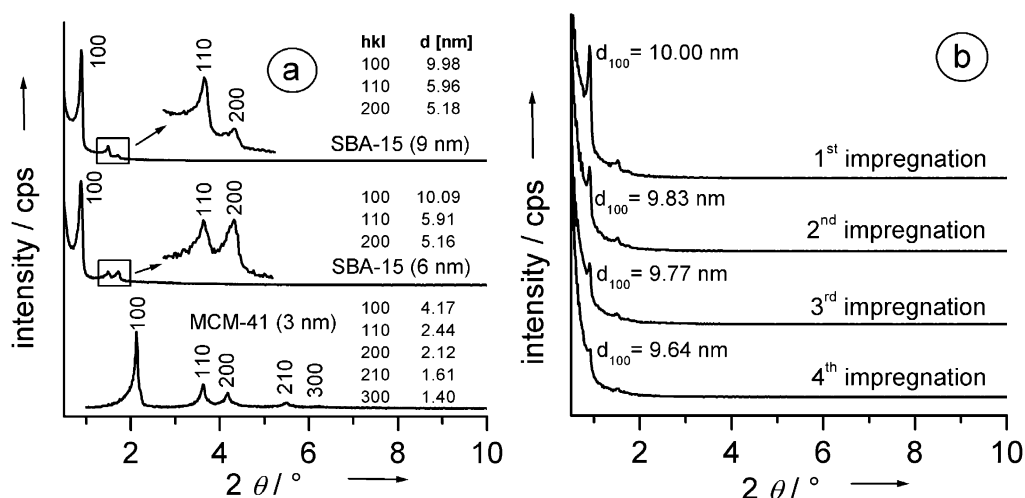 a
hkl d [nm]
100 9.98
110 5.96
200 5.18
100
110
200
SBA-15 (9 nm)
100 10.09
110 5.91
200 5.16
100
110
200
SBA-15 (6 nm)
100 4.17
110 2.44
200 2.12
210 1.61
300 1.40
MCM-41 (3 nm)
100
110
200
210
300
intensity / cps
2 4 6 8 10
2 θ / °
b
d100= 10.00 nm
1st impregnation
d100= 9.83 nm
2nd impregnation
d100= 9.77 nm
3rd impregnation
d100= 9.64 nm
4th impregnation
intensity / cps
2 4 6 8 10
2 θ / °